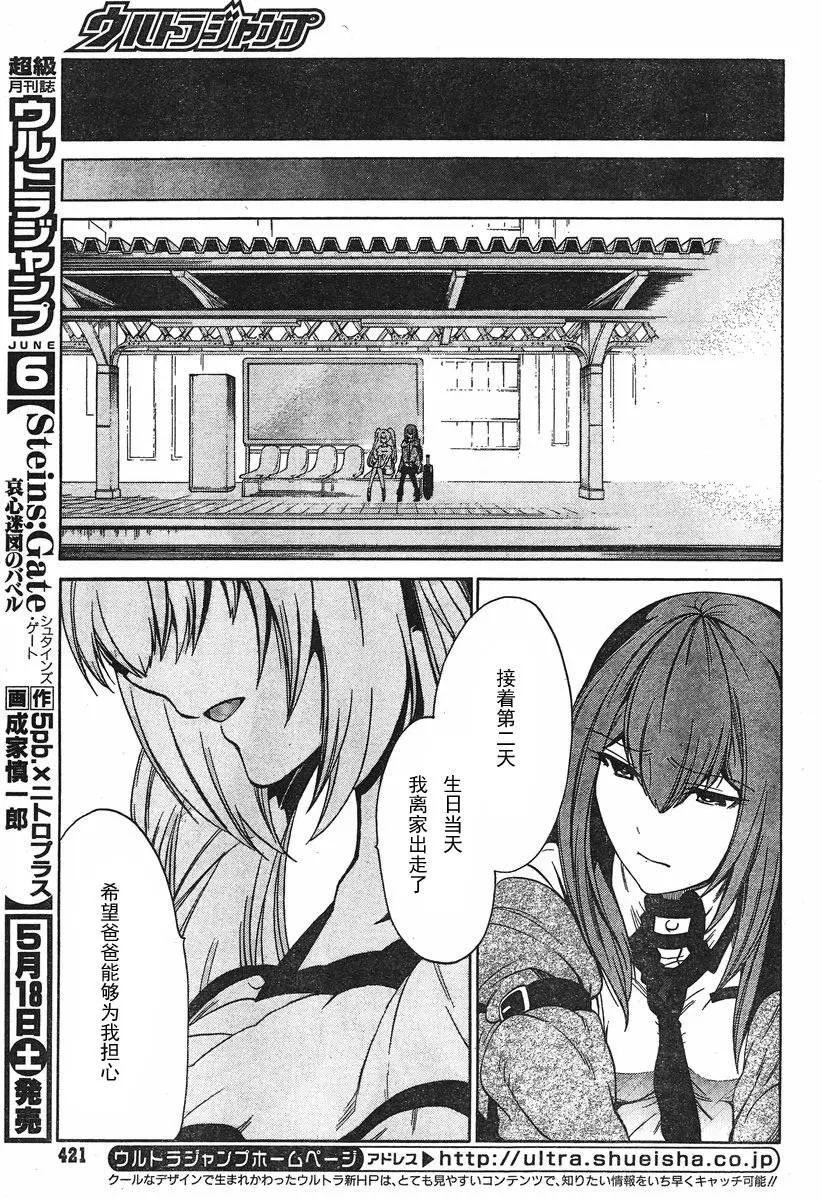 ウルトラジャンプ
超級
月刊誌
ウルトラジャンプ
JUNE
6
Steins;Gate
シュタインズ
・ゲート
哀心迷図のバベル
作 5pb.×ニトロプラス
画 成家慎一郎
5月18日土発売
接着第二天
生日当天
我离家出走了
希望爸爸能够为我担心
421
ウルトラジャンプホームページ アドレス▶http://ultra.shueisha.co.jp
クールなデザインで生まれかわったウルトラ新HPは、とても見やすいコンテンツで、知りたい情報をいち早くキャッチ可能!!